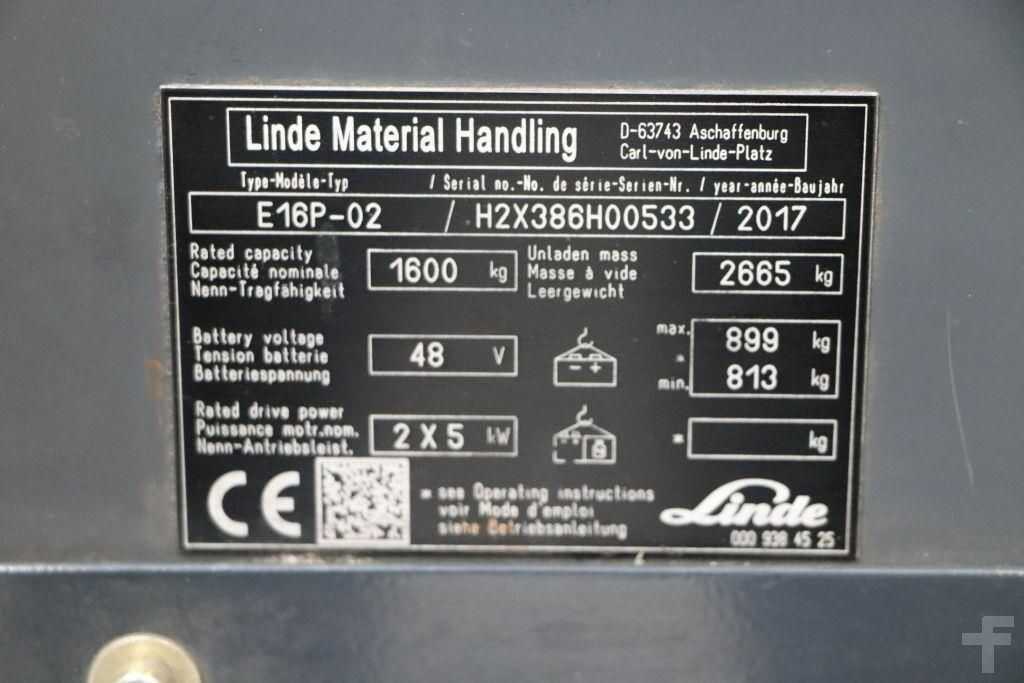 Linde Material Handling
D-63743 Aschaffenburg
Carl-von-Linde-Platz
Type-Modèle-Typ / Serial no.-No. de série-Serien-Nr. / year-année-Baujahr
E16P-02 / H2X386H00533 / 2017
Rated capacity
Capacité nominale
Nenn-Tragfähigkeit
1600 kg
Unladen mass
Masse à vide
Leergewicht
2665 kg
Battery voltage
Tension batterie
Batteriespannung
48 V
- +
max. 899 kg
*
min. 813 kg
Rated drive power
Puissance motr.nom.
Nenn-Antriebsleist.
2 X 5 kW
* kg
CE
* see Operating instructions
voir Mode d'emploi
siehe Betriebsanleitung
Linde
000 938 45 25